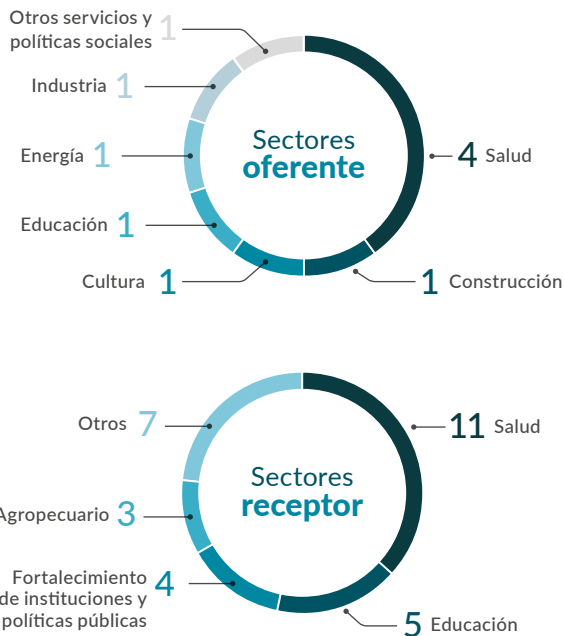 Otros servicios y
políticas sociales 1
Industria 1
Energía 1
Educación 1
Cultura 1
Sectores
oferente
4 Salud
1 Construcción
Otros 7
Agropecuario 3
Fortalecimiento
de instituciones y
políticas públicas 4
Sectores
receptor
11 Salud
5 Educación